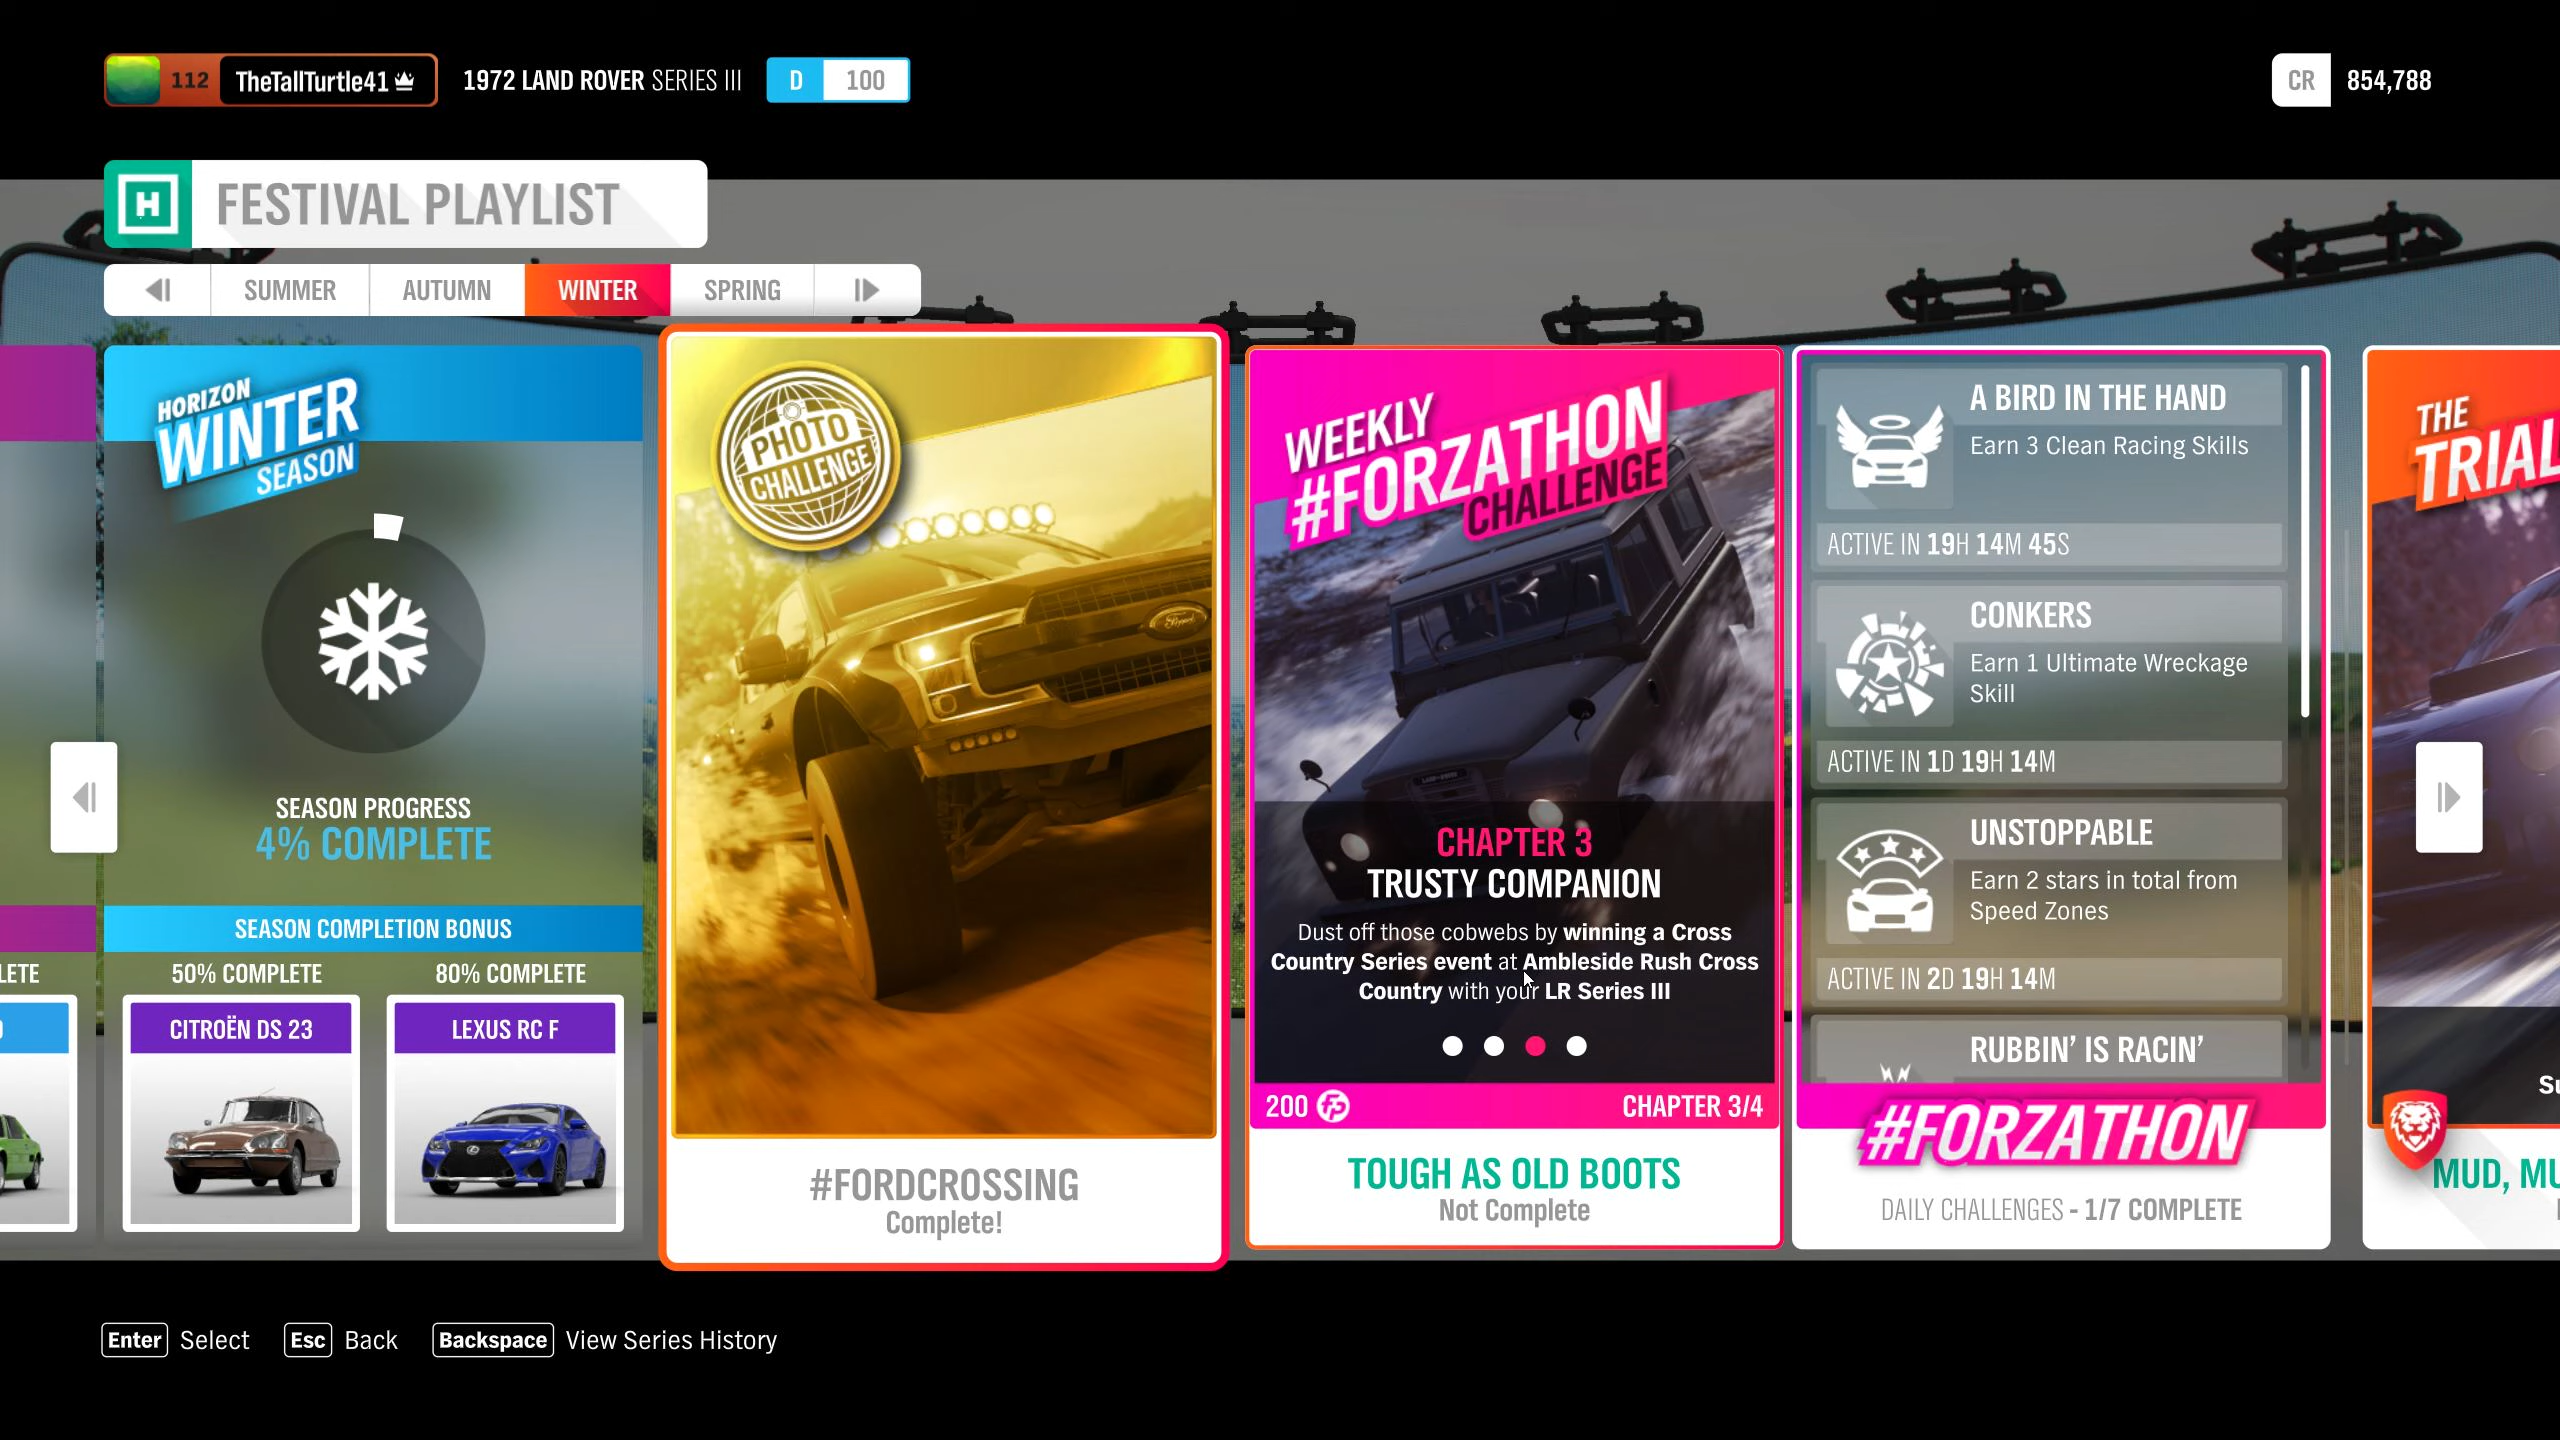 112 TheTallTurtle41 1972 LAND ROVER SERIES III D 100 CR 854,788
H FESTIVAL PLAYLIST
SUMMER AUTUMN WINTER SPRING
LETE
HORIZON
WINTER
SEASON
SEASON PROGRESS
4% COMPLETE
SEASON COMPLETION BONUS
50% COMPLETE 80% COMPLETE
CITROËN DS 23 LEXUS RC F
PHOTO
CHALLENGE
Ford
#FORDCROSSING
Complete!
WEEKLY
#FORZATHON
CHALLENGE
CHAPTER 3
TRUSTY COMPANION
Dust off those cobwebs by winning a Cross
Country Series event at Ambleside Rush Cross
Country with your LR Series III
200 FP CHAPTER 3/4
TOUGH AS OLD BOOTS
Not Complete
A BIRD IN THE HAND
Earn 3 Clean Racing Skills
ACTIVE IN 19H 14M 45S
CONKERS
Earn 1 Ultimate Wreckage
Skill
ACTIVE IN 1D 19H 14M
UNSTOPPABLE
Earn 2 stars in total from
Speed Zones
ACTIVE IN 2D 19H 14M
RUBBIN' IS RACIN'
#FORZATHON
DAILY CHALLENGES - 1/7 COMPLETE
THE
TRIAL
Su
MUD, MU
Enter Select Esc Back Backspace View Series History